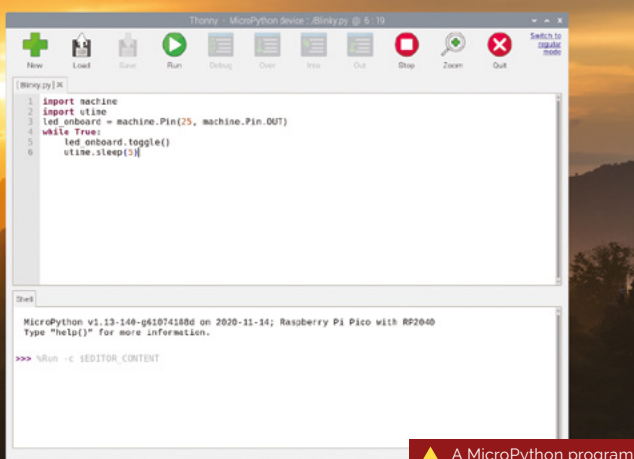 Thonny - MicroPython device : /Blinky.py @ 6 : 19
New Load Save Run Debug Over Into Out Stop Zoom Quit
Switch to
regular
mode
[ Blinky.py ]
1 import machine
2 import utime
3 led_onboard = machine.Pin(25, machine.Pin.OUT)
4 while True:
5 led_onboard.toggle()
6 utime.sleep(5)
Shell
MicroPython v1.13-140-g61074188d on 2020-11-14; Raspberry Pi Pico with RP2040
Type "help()" for more information.
>>> %Run -c $EDITOR_CONTENT
A MicroPython program